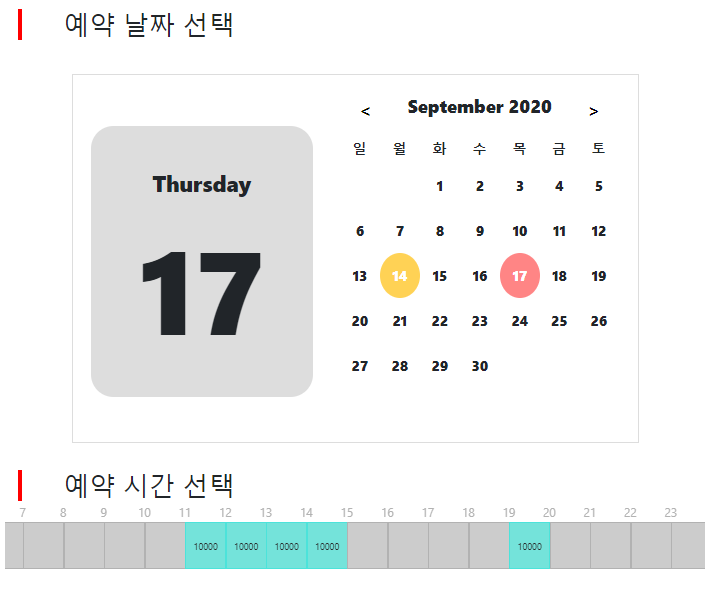 예약 날짜 선택
< September 2020 >
Thursday
17
일 월 화 수 목 금 토
1 2 3 4 5
6 7 8 9 10 11 12
13 14 15 16 17 18 19
20 21 22 23 24 25 26
27 28 29 30
예약 시간 선택
7 8 9 10 11 12 13 14 15 16 17 18 19 20 21 22 23
10000 10000 10000 10000 10000